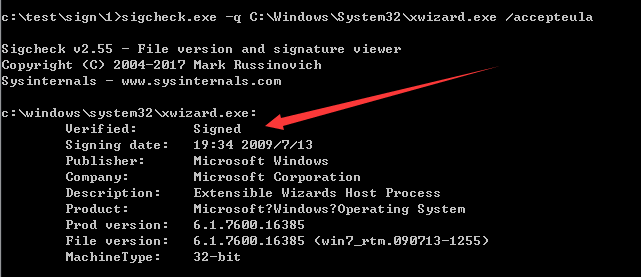 c:\test\sign\1>sigcheck.exe -q C:\Windows\System32\xwizard.exe /accepteula
Sigcheck v2.55 - File version and signature viewer
Copyright (C) 2004-2017 Mark Russinovich
Sysinternals - www.sysinternals.com
c:\windows\system32\xwizard.exe:
Verified: Signed
Signing date: 19:34 2009/7/13
Publisher: Microsoft Windows
Company: Microsoft Corporation
Description: Extensible Wizards Host Process
Product: Microsoft?Windows?Operating System
Prod version: 6.1.7600.16385
File version: 6.1.7600.16385 (win7_rtm.090713-1255)
MachineType: 32-bit